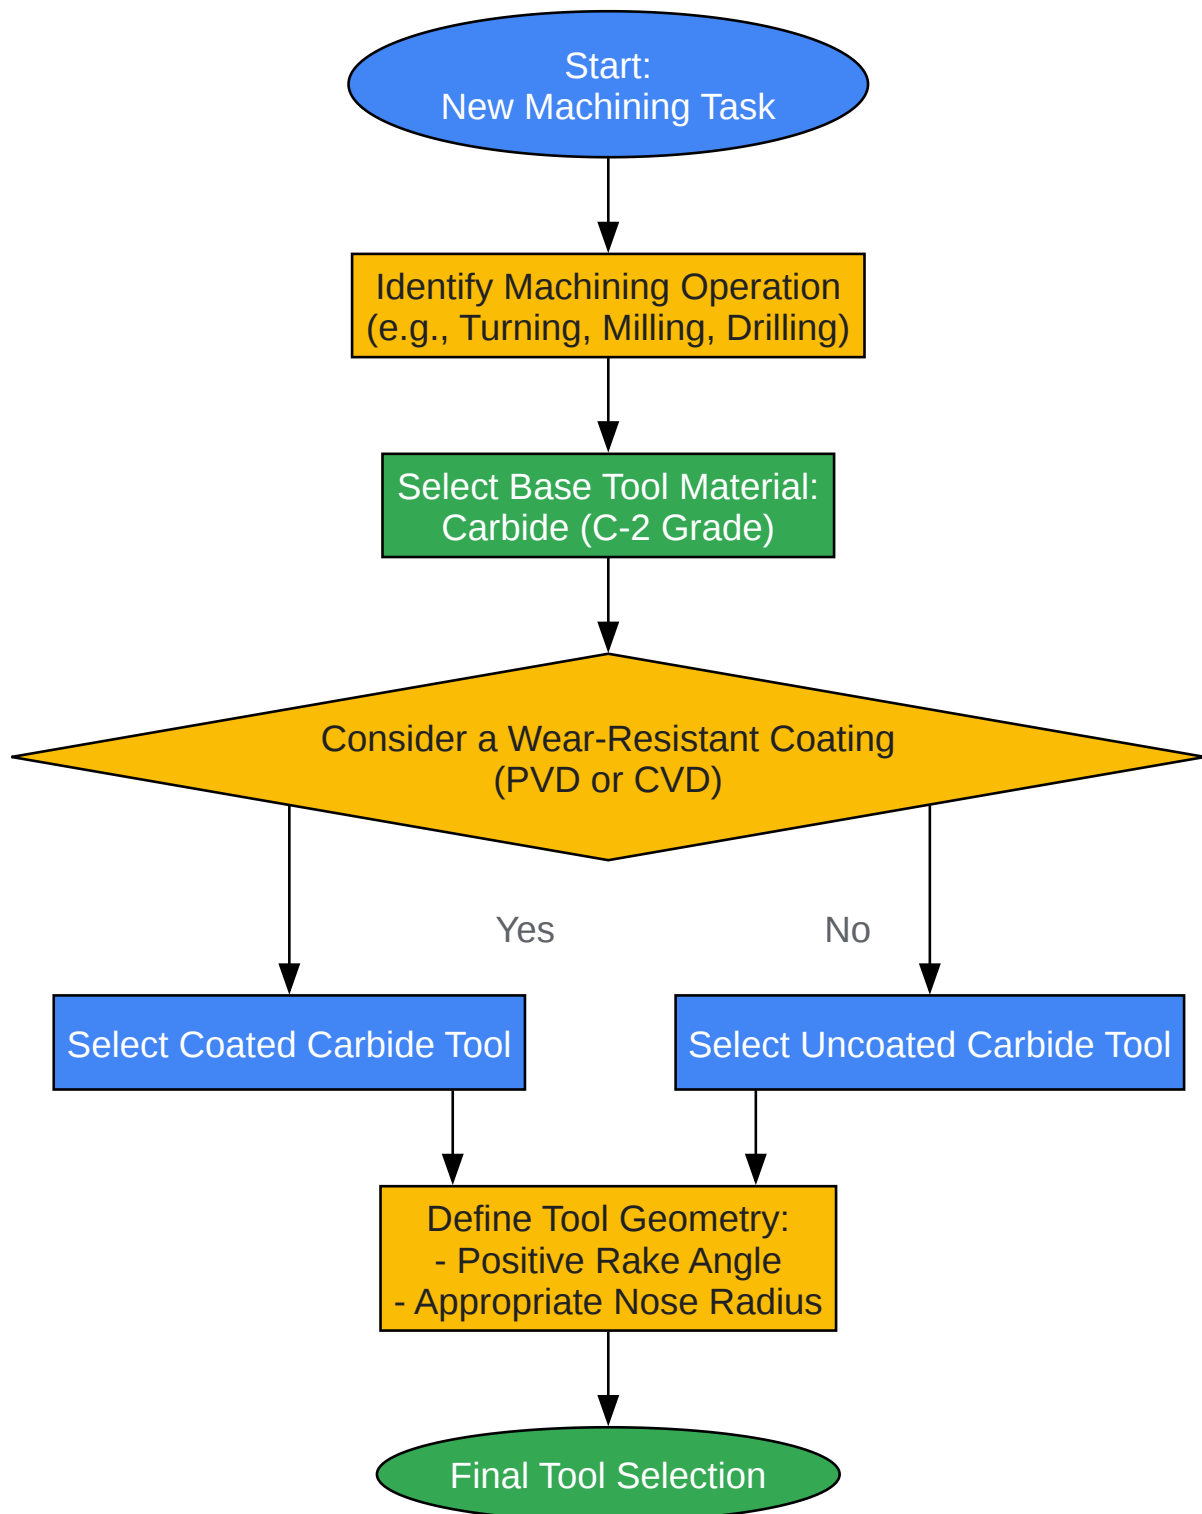 Start:
New Machining Task
Identify Machining Operation
(e.g., Turning, Milling, Drilling)
Select Base Tool Material:
Carbide (C-2 Grade)
Consider a Wear-Resistant Coating
(PVD or CVD)
Yes
No
Select Coated Carbide Tool
Select Uncoated Carbide Tool
Define Tool Geometry:
- Positive Rake Angle
- Appropriate Nose Radius
Final Tool Selection